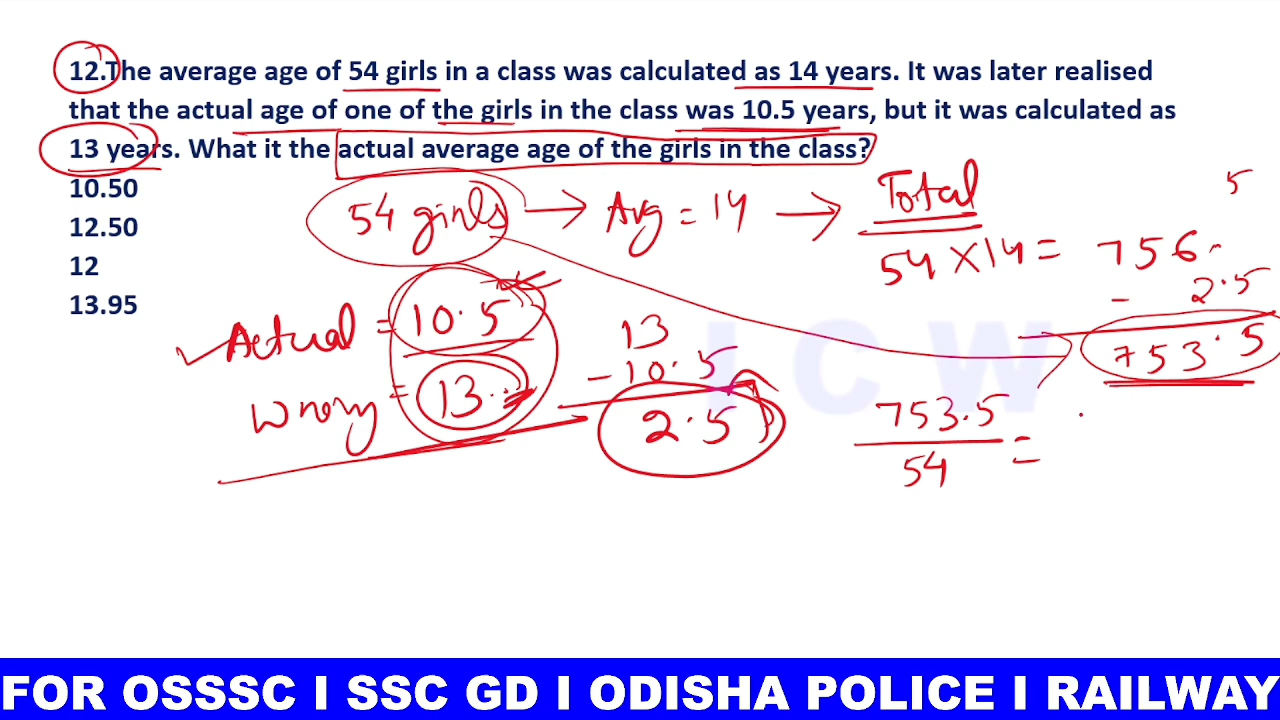 12.The average age of 54 girls in a class was calculated as 14 years. It was later realised
that the actual age of one of the girls in the class was 10.5 years, but it was calculated as
13 years. What it the actual average age of the girls in the class?
10.50
12.50
12
13.95
54 girls → Avg = 14 → Total
54 × 14 = 756
5
- 2.5
753.5
Actual = 10.5
Wrong = 13
13
- 10.5
2.5
753.5
54 =
I C W
FOR OSSSC I SSC GD I ODISHA POLICE I RAILWAY